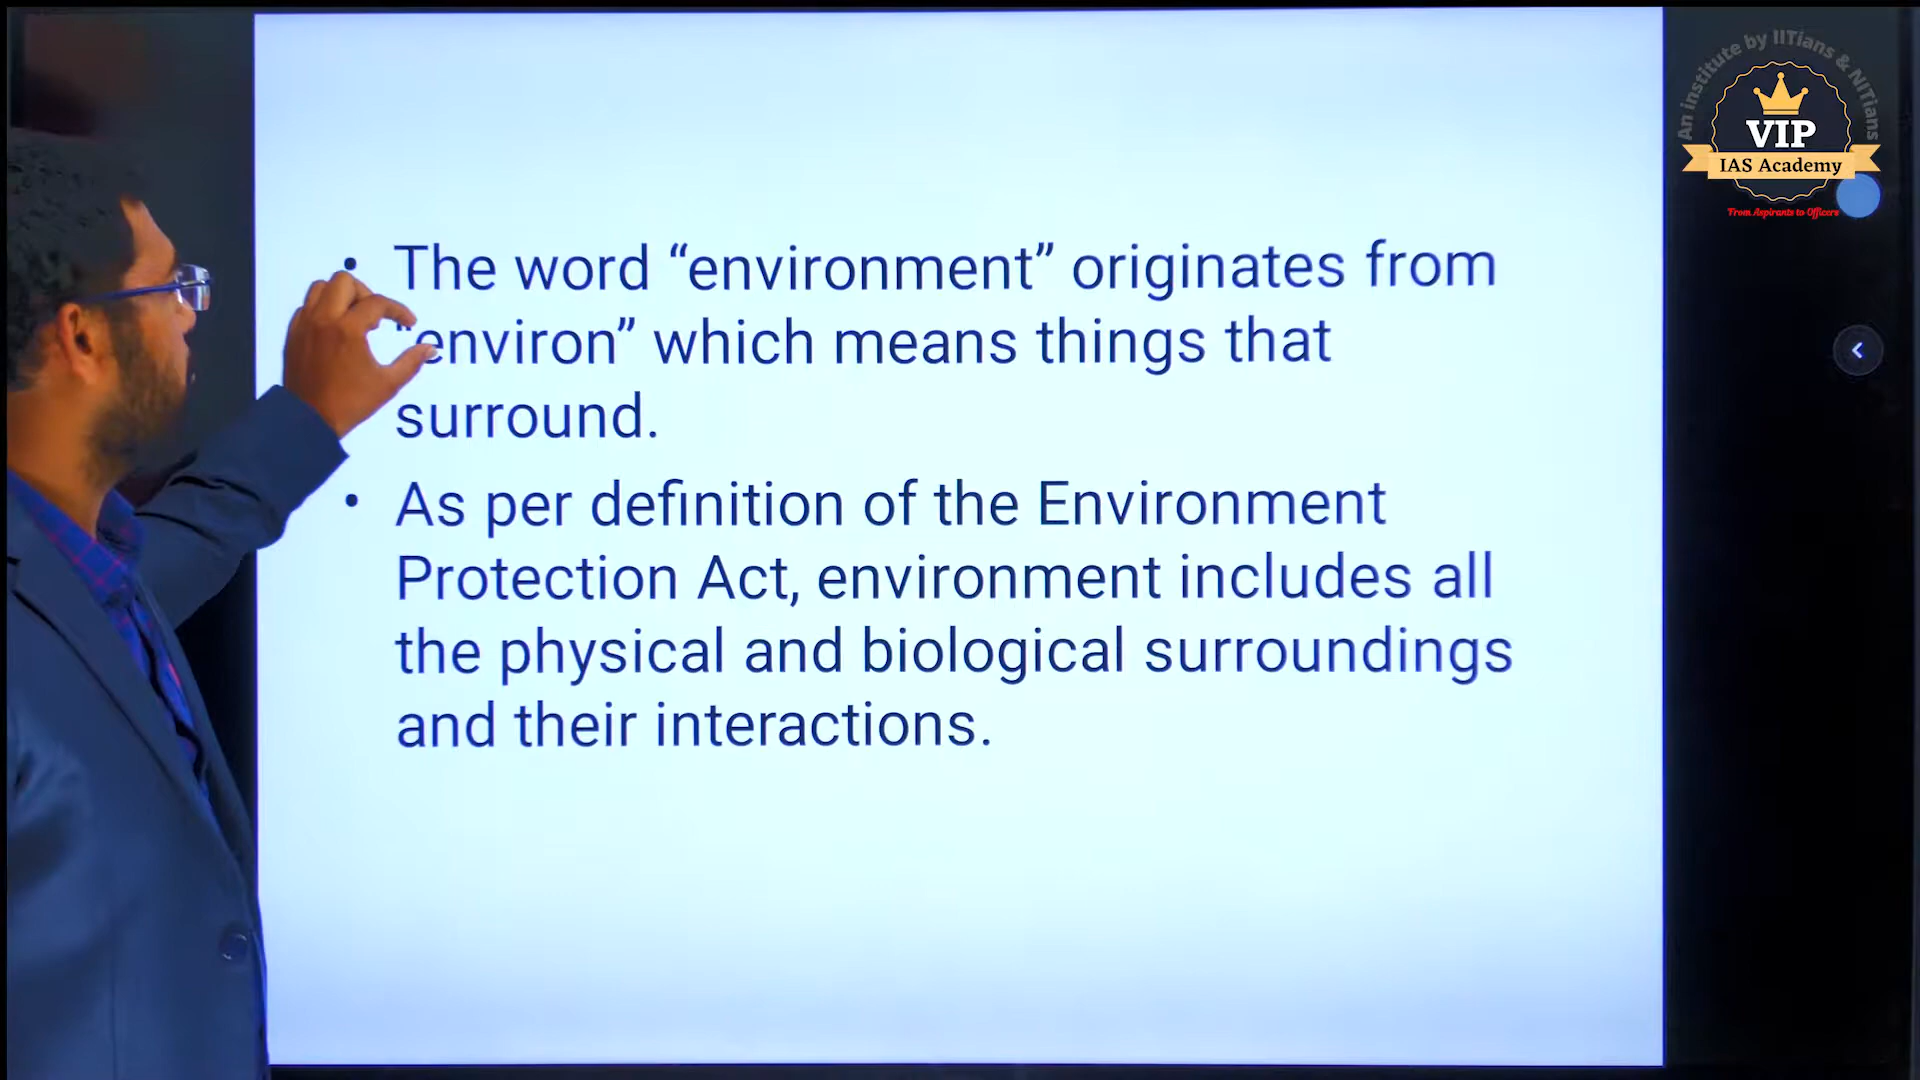 An institute by IITians & NITians
VIP
IAS Academy
From Aspirants to Officers
• The word “environment” originates from
“environ” which means things that
surround.
• As per definition of the Environment
Protection Act, environment includes all
the physical and biological surroundings
and their interactions.